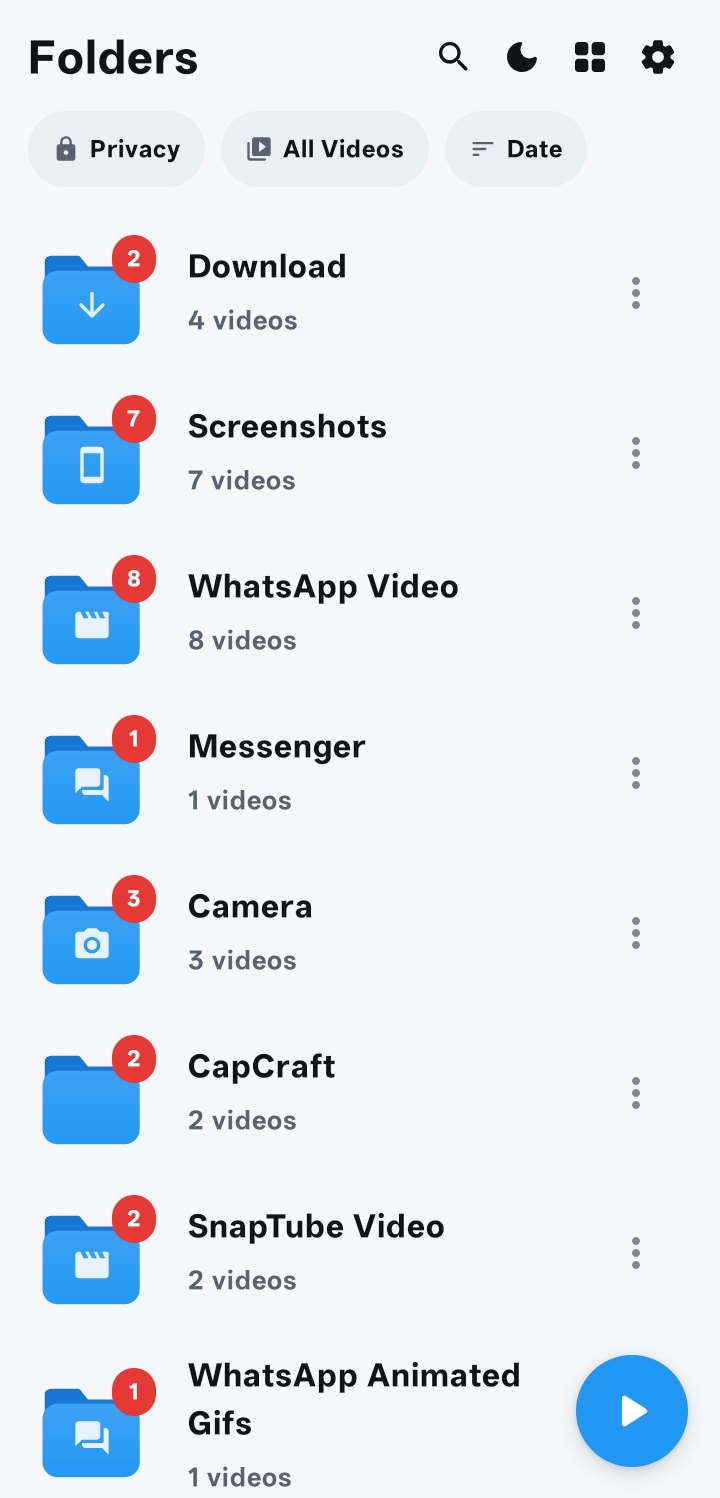 Folders
Privacy
All Videos
Date
2
Download
4 videos
7
Screenshots
7 videos
8
WhatsApp Video
8 videos
1
Messenger
1 videos
3
Camera
3 videos
2
CapCraft
2 videos
2
SnapTube Video
2 videos
1
WhatsApp Animated
Gifs
1 videos